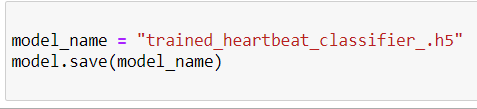 model_name = "trained_heartbeat_classifier_.h5"
model.save(model_name)